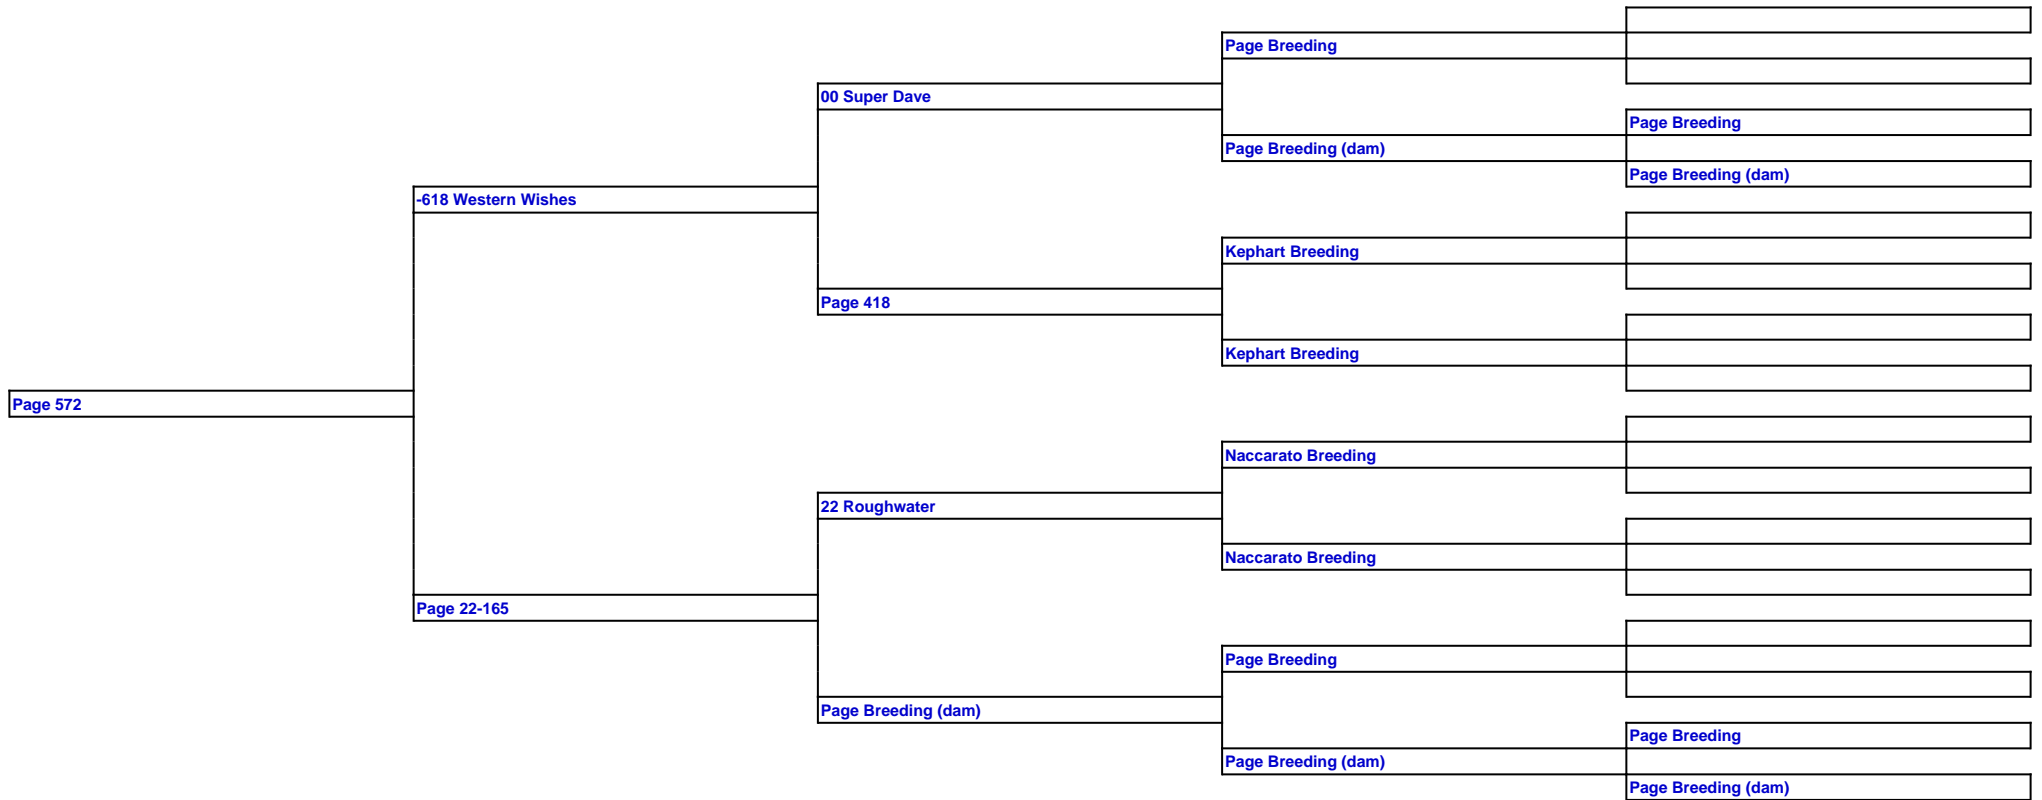 Page Breeding
00 Super Dave
Page Breeding
Page Breeding (dam)
Page Breeding (dam)
-618 Western Wishes
Kephart Breeding
Page 418
Kephart Breeding
Page 572
Naccarato Breeding
22 Roughwater
Naccarato Breeding
Page 22-165
Page Breeding
Page Breeding (dam)
Page Breeding
Page Breeding (dam)
Page Breeding (dam)